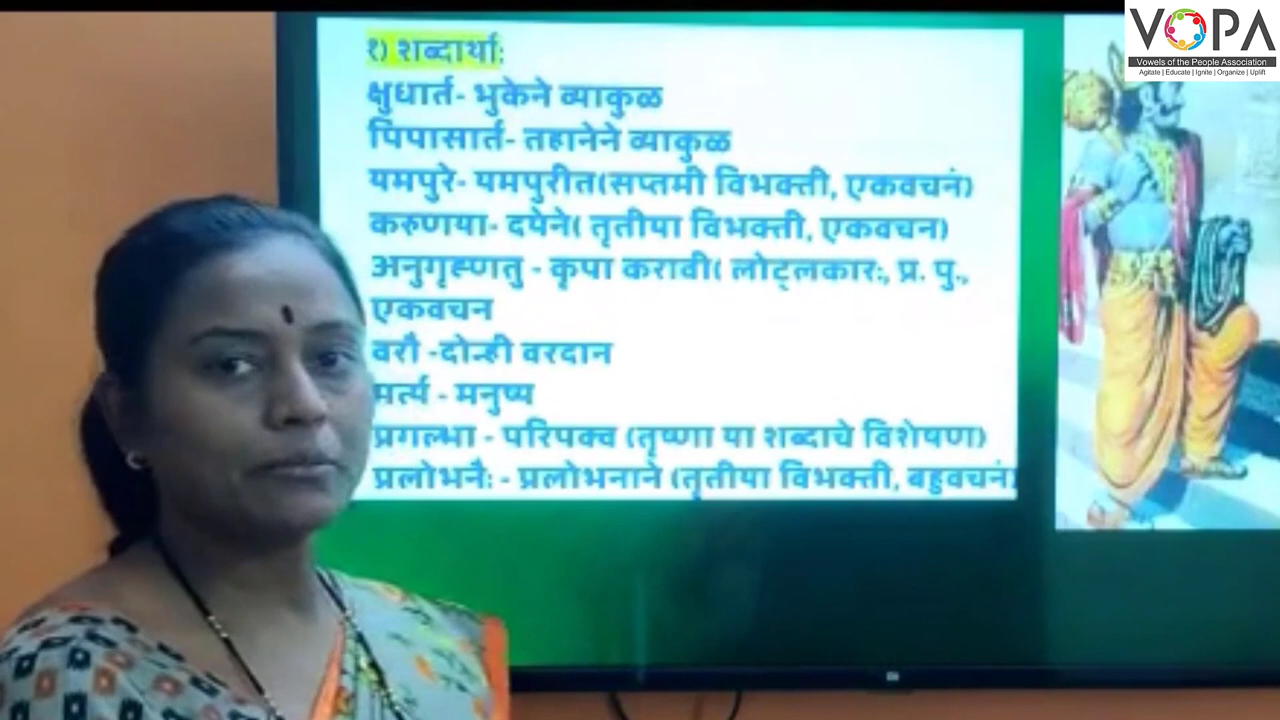 VOPA
Vowels of the People Association
Agitate | Educate | Ignite | Organize | Uplift
१) शब्दार्था:
क्षुधार्त- भुकेने व्याकुळ
पिपासार्त- तहानेने व्याकुळ
यमपुरे- यमपुरीत(सप्तमी विभक्ती, एकवचनं)
करुणया- दयेने( तृतीया विभक्ती, एकवचन)
अनुगृह्णतु - कृपा करावी( लोट्लकारः, प्र. पु.,
एकवचन
वरौ -दोन्ही वरदान
मर्त्य - मनुष्य
प्रगल्भा - परिपक्व (तृष्णा या शब्दाचे विशेषण)
प्रलोभनैः - प्रलोभनाने (तृतीया विभक्ती, बहुवचनं)